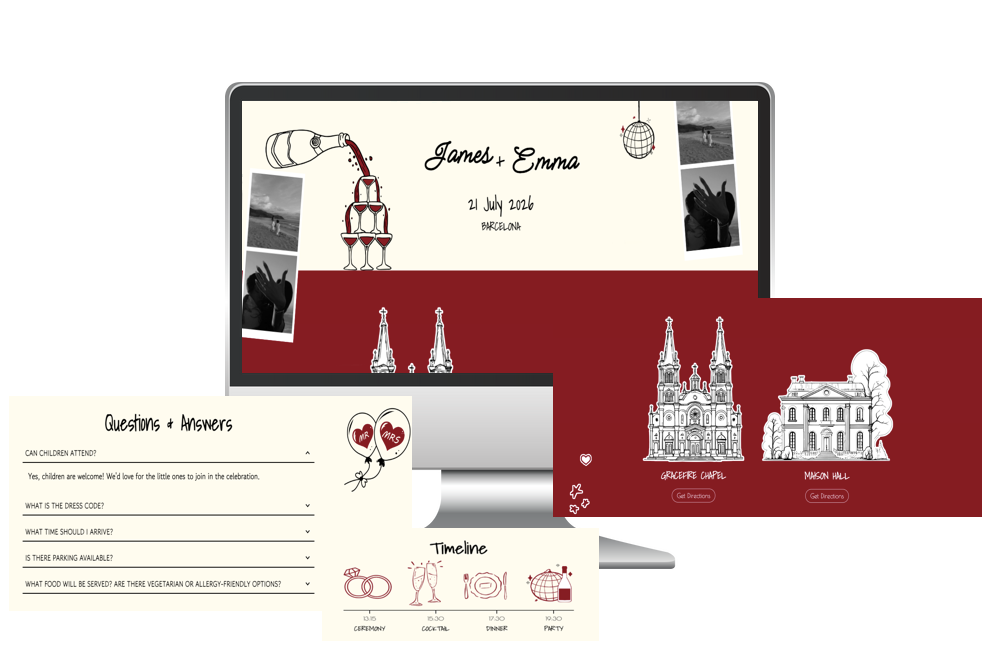 James + Emma
21 July 2026
BARCELONA
GRACEFIRE CHAPEL
Get Directions
MAISON HALL
Get Directions
Questions & Answers
CAN CHILDREN ATTEND?
Yes, children are welcome! We'd love for the little ones to join in the celebration.
WHAT IS THE DRESS CODE?
WHAT TIME SHOULD I ARRIVE?
IS THERE PARKING AVAILABLE?
WHAT FOOD WILL BE SERVED? ARE THERE VEGETARIAN OR ALLERGY-FRIENDLY OPTIONS?
MR
MRS
Timeline
13:15
CEREMONY
15:30
COCKTAIL
17:30
DINNER
19:30
PARTY